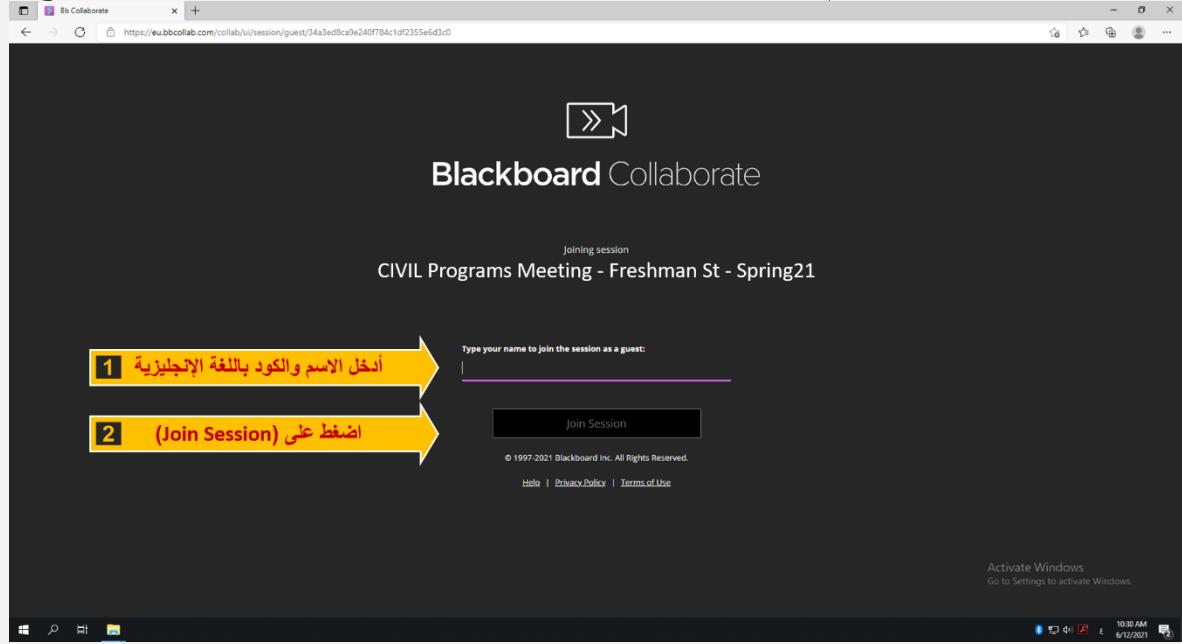 Bb Collaborate
https://eu.bbcollab.com/collab/ui/session/guest/34a3ed8ca9e240f784c1df2355e6d3c0
Blackboard Collaborate
Joining session
CIVIL Programs Meeting - Freshman St - Spring21
Type your name to join the session as a guest:
1 أدخل الاسم والكود باللغة الإنجليزية
Join Session
2 اضغط على (Join Session)
© 1997-2021 Blackboard Inc. All Rights Reserved.
Help | Privacy Policy | Terms of Use
Activate Windows
Go to Settings to activate Windows.
ع
10:30 AM
6/12/2021
2